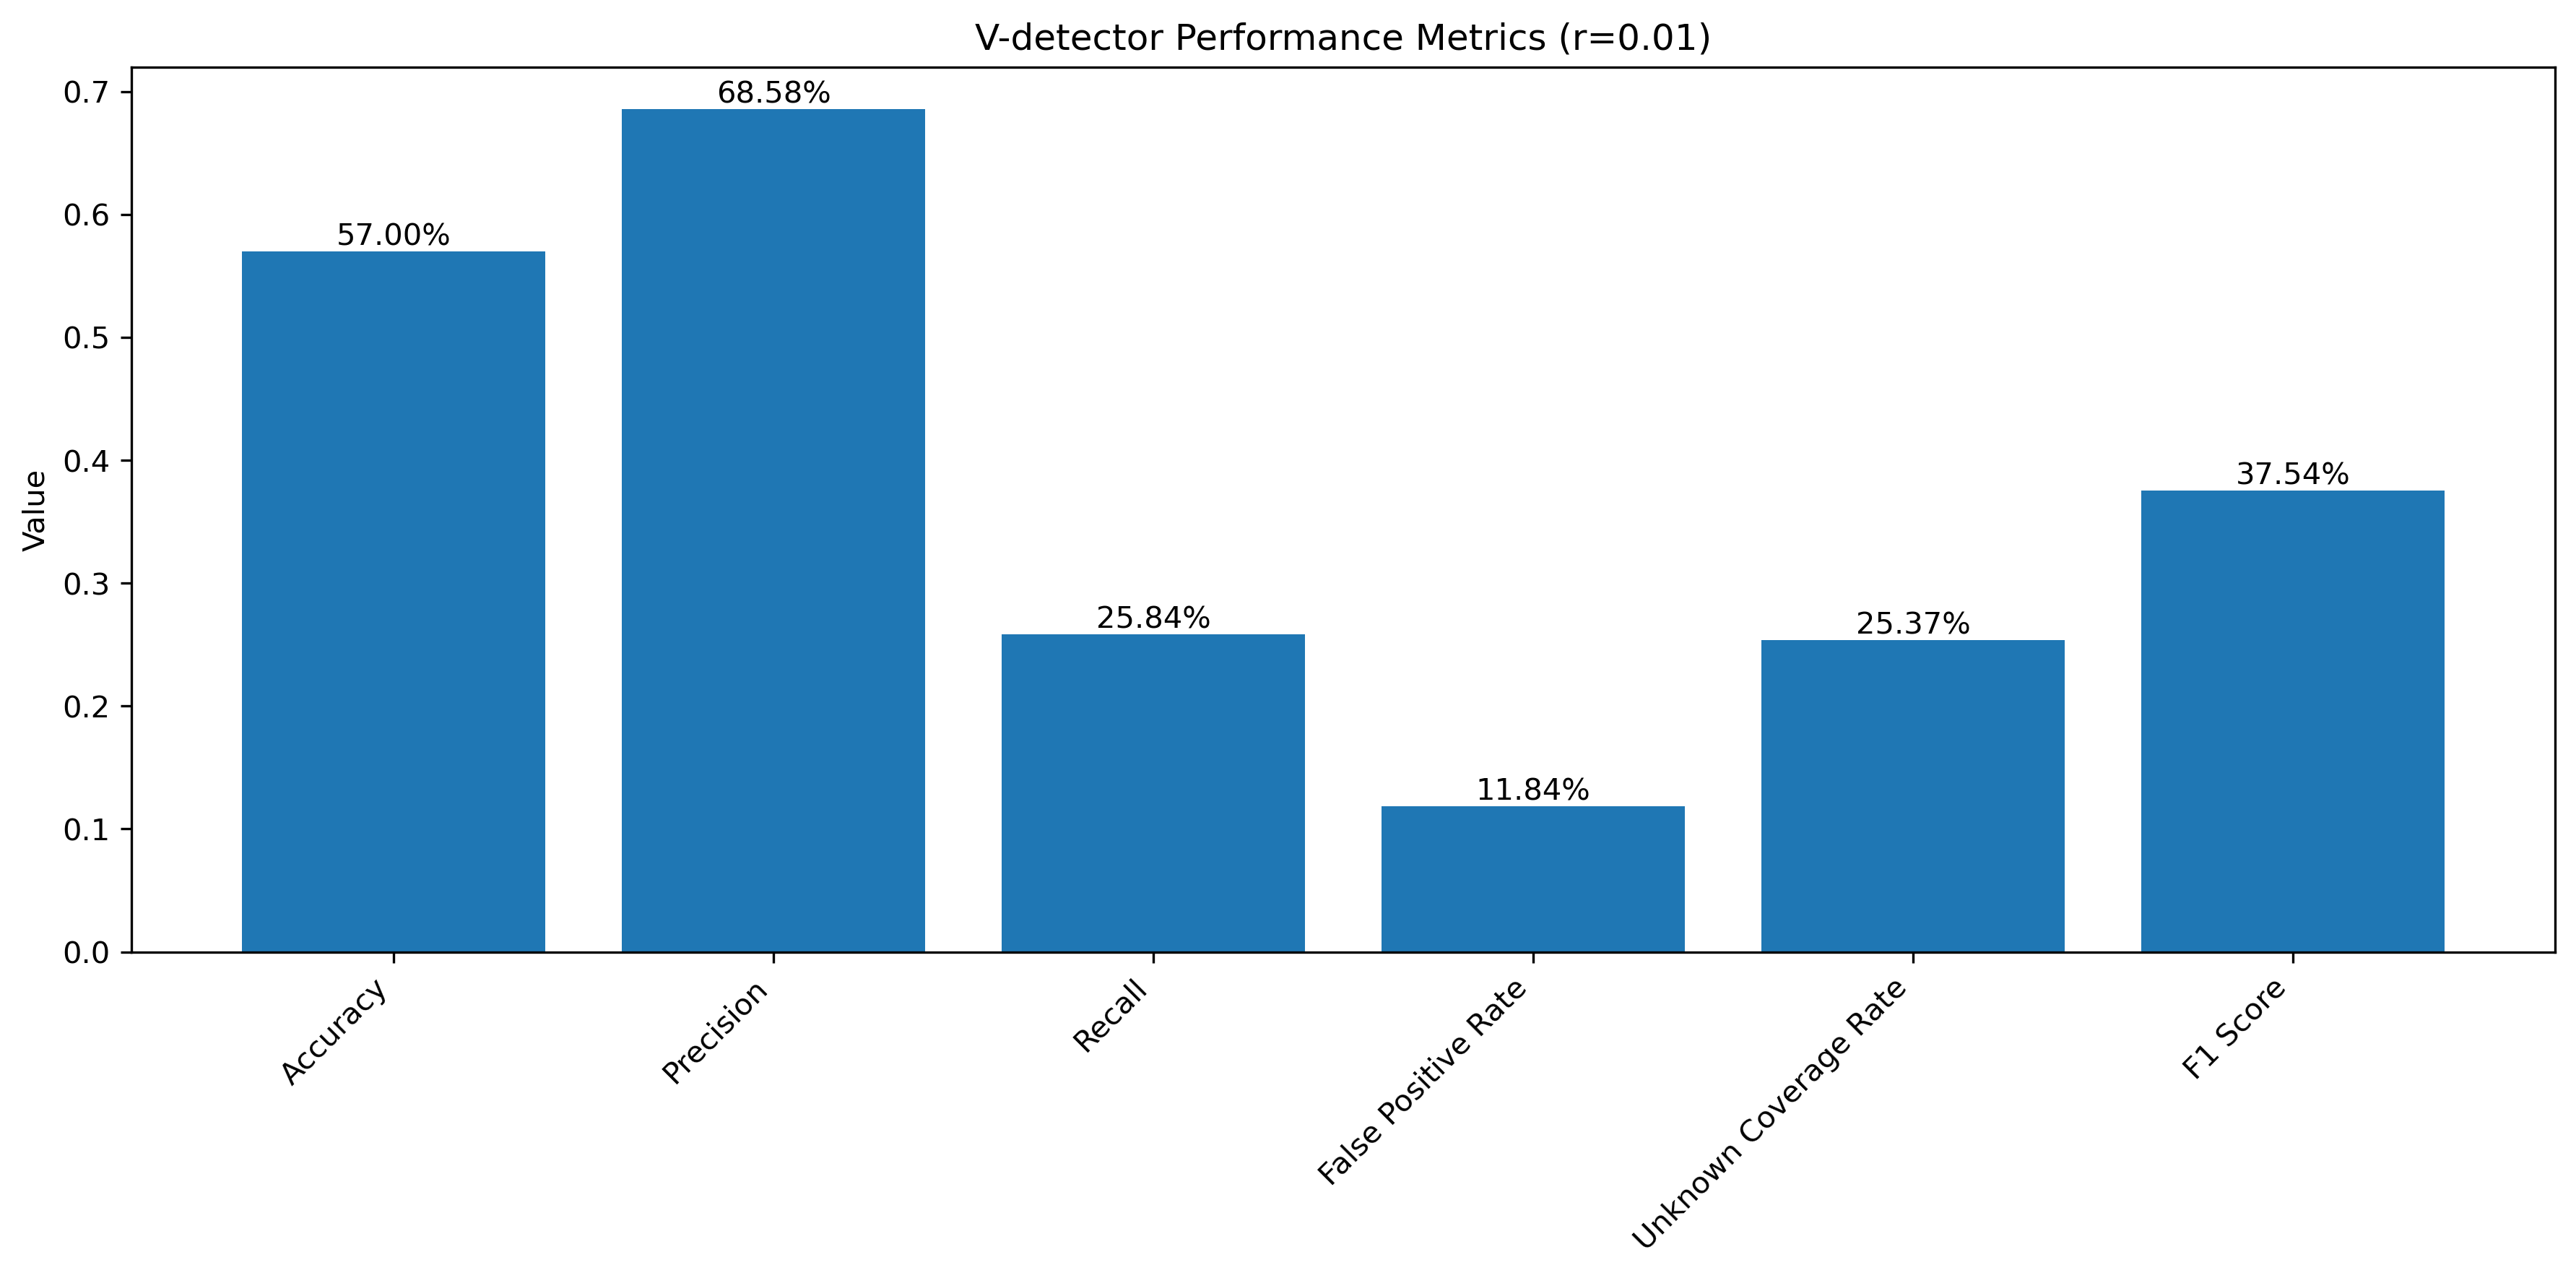 V-detector Performance Metrics (r=0.01)
Value
0.7
0.6
0.5
0.4
0.3
0.2
0.1
0.0
57.00%
68.58%
25.84%
11.84%
25.37%
37.54%
Accuracy
Precision
Recall
False Positive Rate
Unknown Coverage Rate
F1 Score